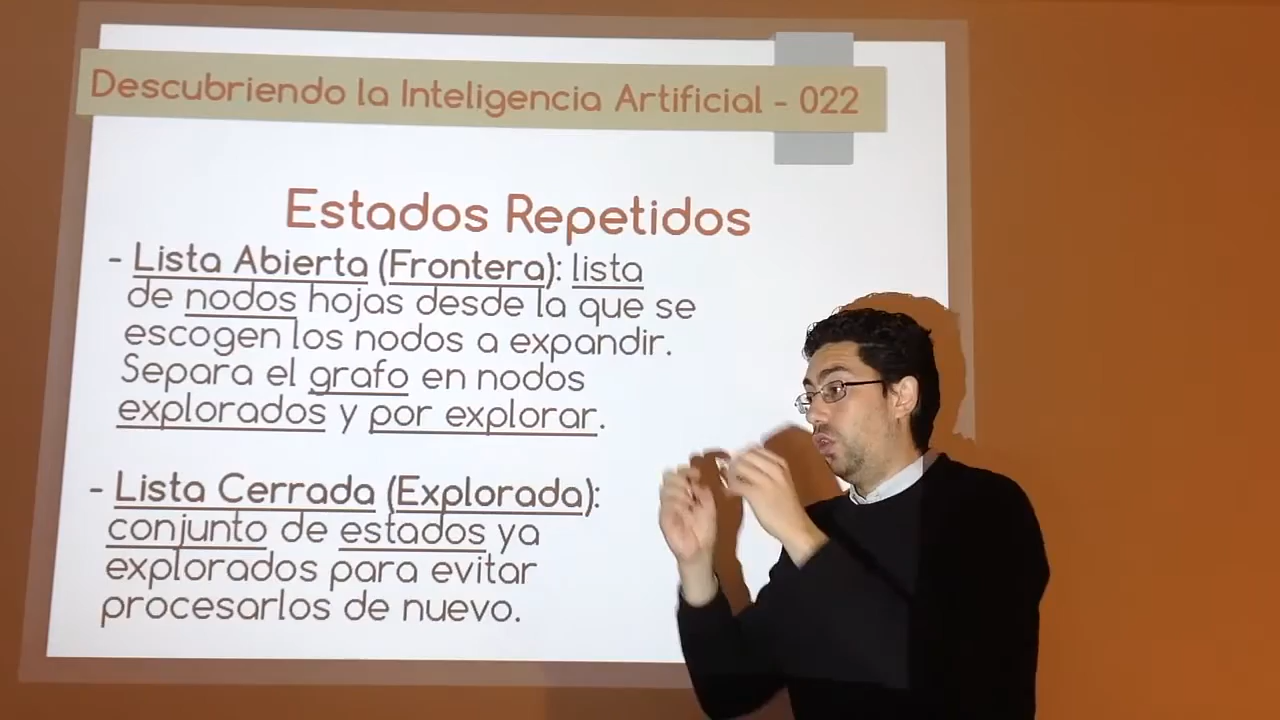 Descubriendo la Inteligencia Artificial - 022
Estados Repetidos
- Lista Abierta (Frontera): lista
de nodos hojas desde la que se
escogen los nodos a expandir.
Separa el grafo en nodos
explorados y por explorar.
- Lista Cerrada (Explorada):
conjunto de estados ya
explorados para evitar
procesarlos de nuevo.